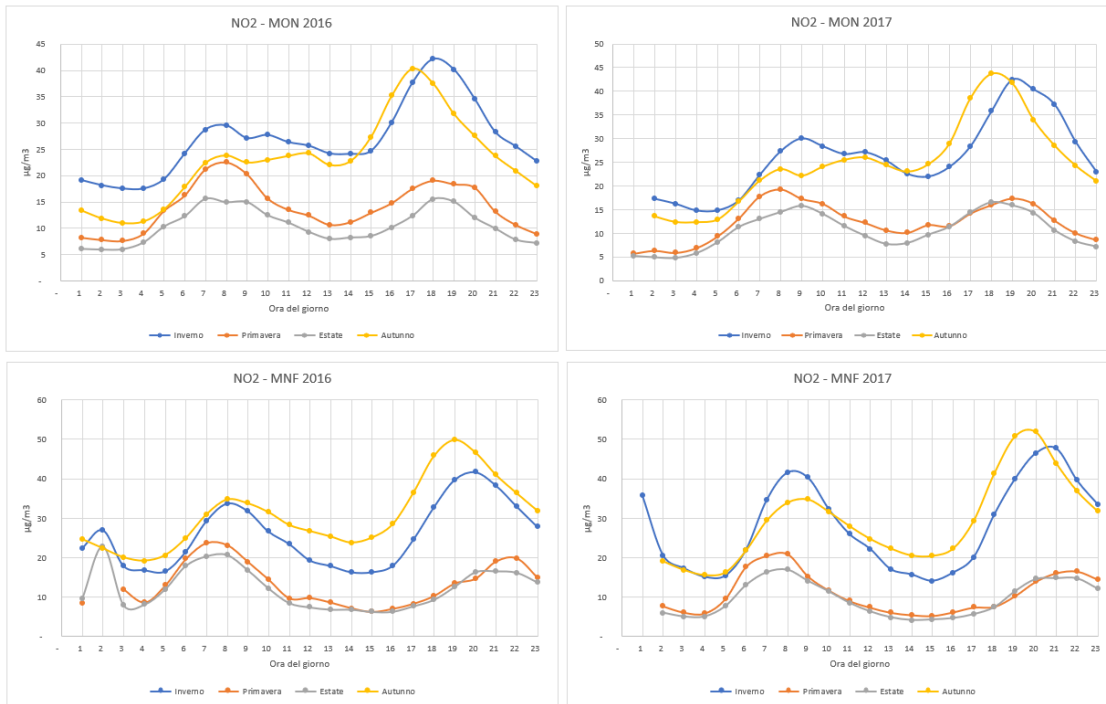 NO2 - MON 2016
45
40
35
30
25
20
15
10
5
-
µg/m3
- 1 2 3 4 5 6 7 8 9 10 11 12 13 14 15 16 17 18 19 20 21 22 23
Ora del giorno
Inverno Primavera Estate Autunno
NO2 - MON 2017
50
45
40
35
30
25
20
15
10
5
0
µg/m3
- 1 2 3 4 5 6 7 8 9 10 11 12 13 14 15 16 17 18 19 20 21 22 23
Ora del giorno
Inverno Primavera Estate Autunno
NO2 - MNF 2016
60
50
40
30
20
10
-
µg/m3
- 1 2 3 4 5 6 7 8 9 10 11 12 13 14 15 16 17 18 19 20 21 22 23
Ora del giorno
Inverno Primavera Estate Autunno
NO2 - MNF 2017
60
50
40
30
20
10
-
µg/m3
- 1 2 3 4 5 6 7 8 9 10 11 12 13 14 15 16 17 18 19 20 21 22 23
Ora del giorno
Inverno Primavera Estate Autunno